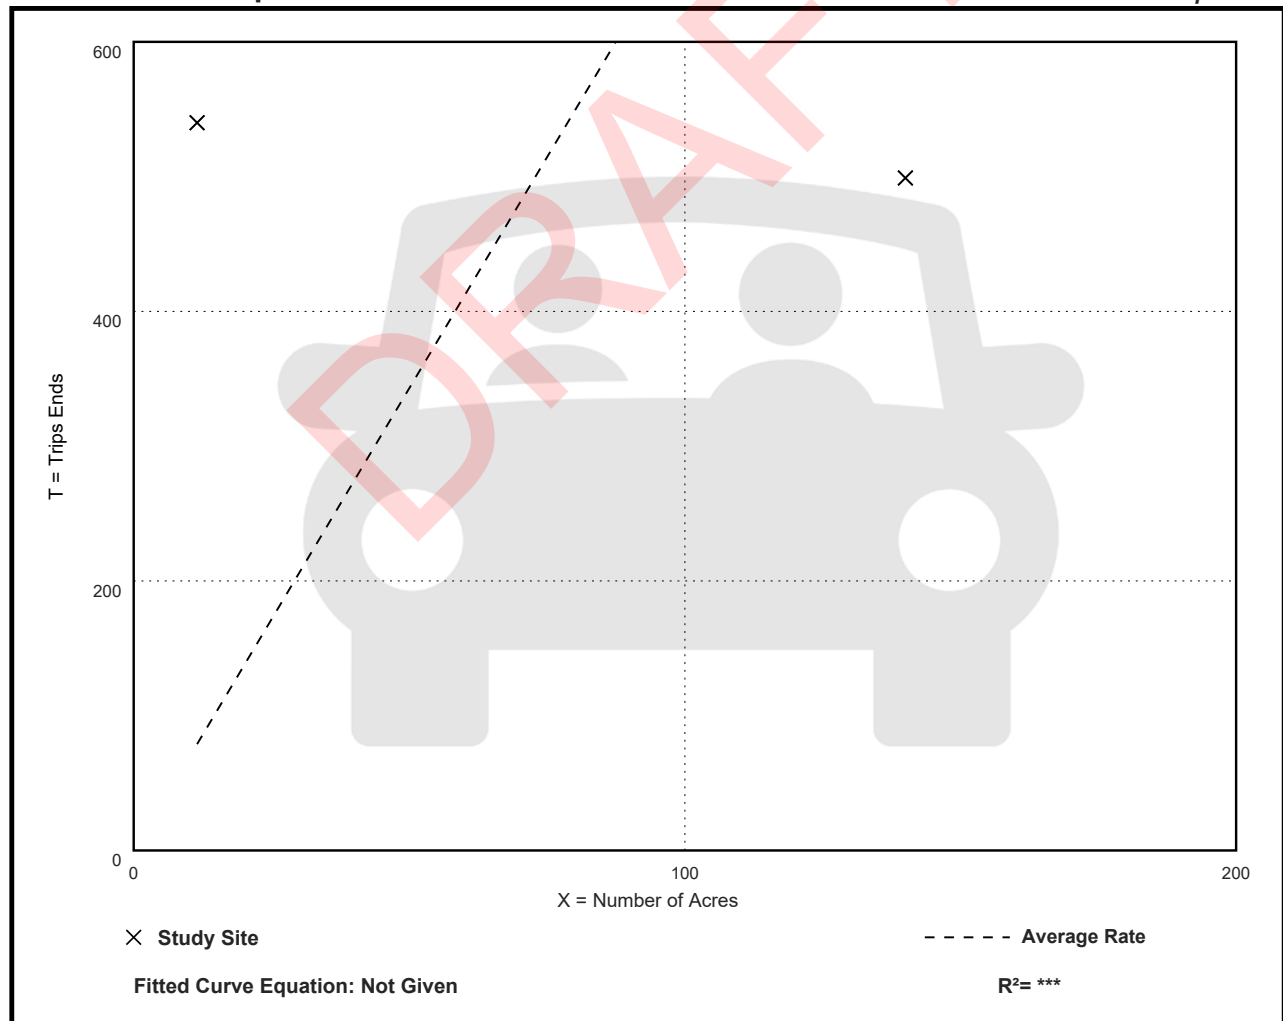 600
400
200
0
T = Trips Ends
0 100 200
X = Number of Acres
Study Site
Average Rate
Fitted Curve Equation: Not Given
R²= ***